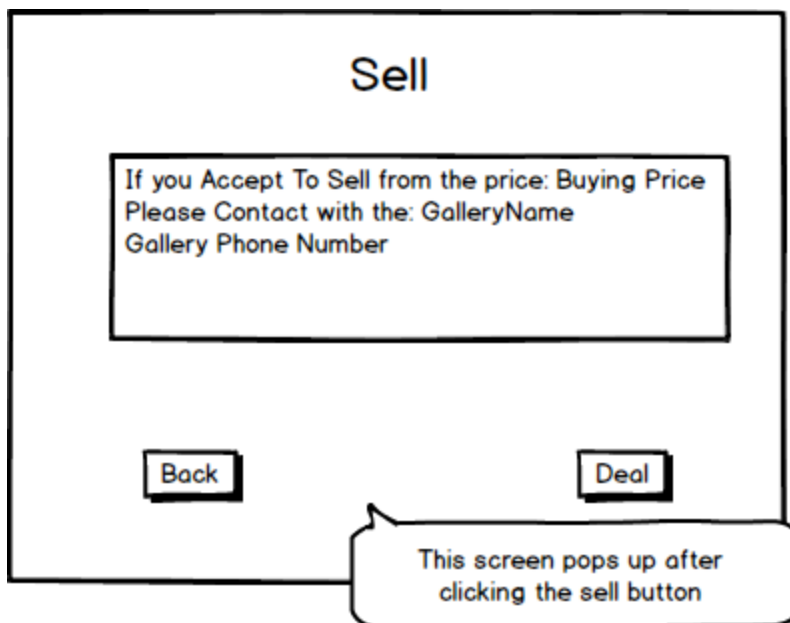 Sell
If you Accept To Sell from the price: Buying Price
Please Contact with the: GalleryName
Gallery Phone Number
Back
Deal
This screen pops up after
clicking the sell button